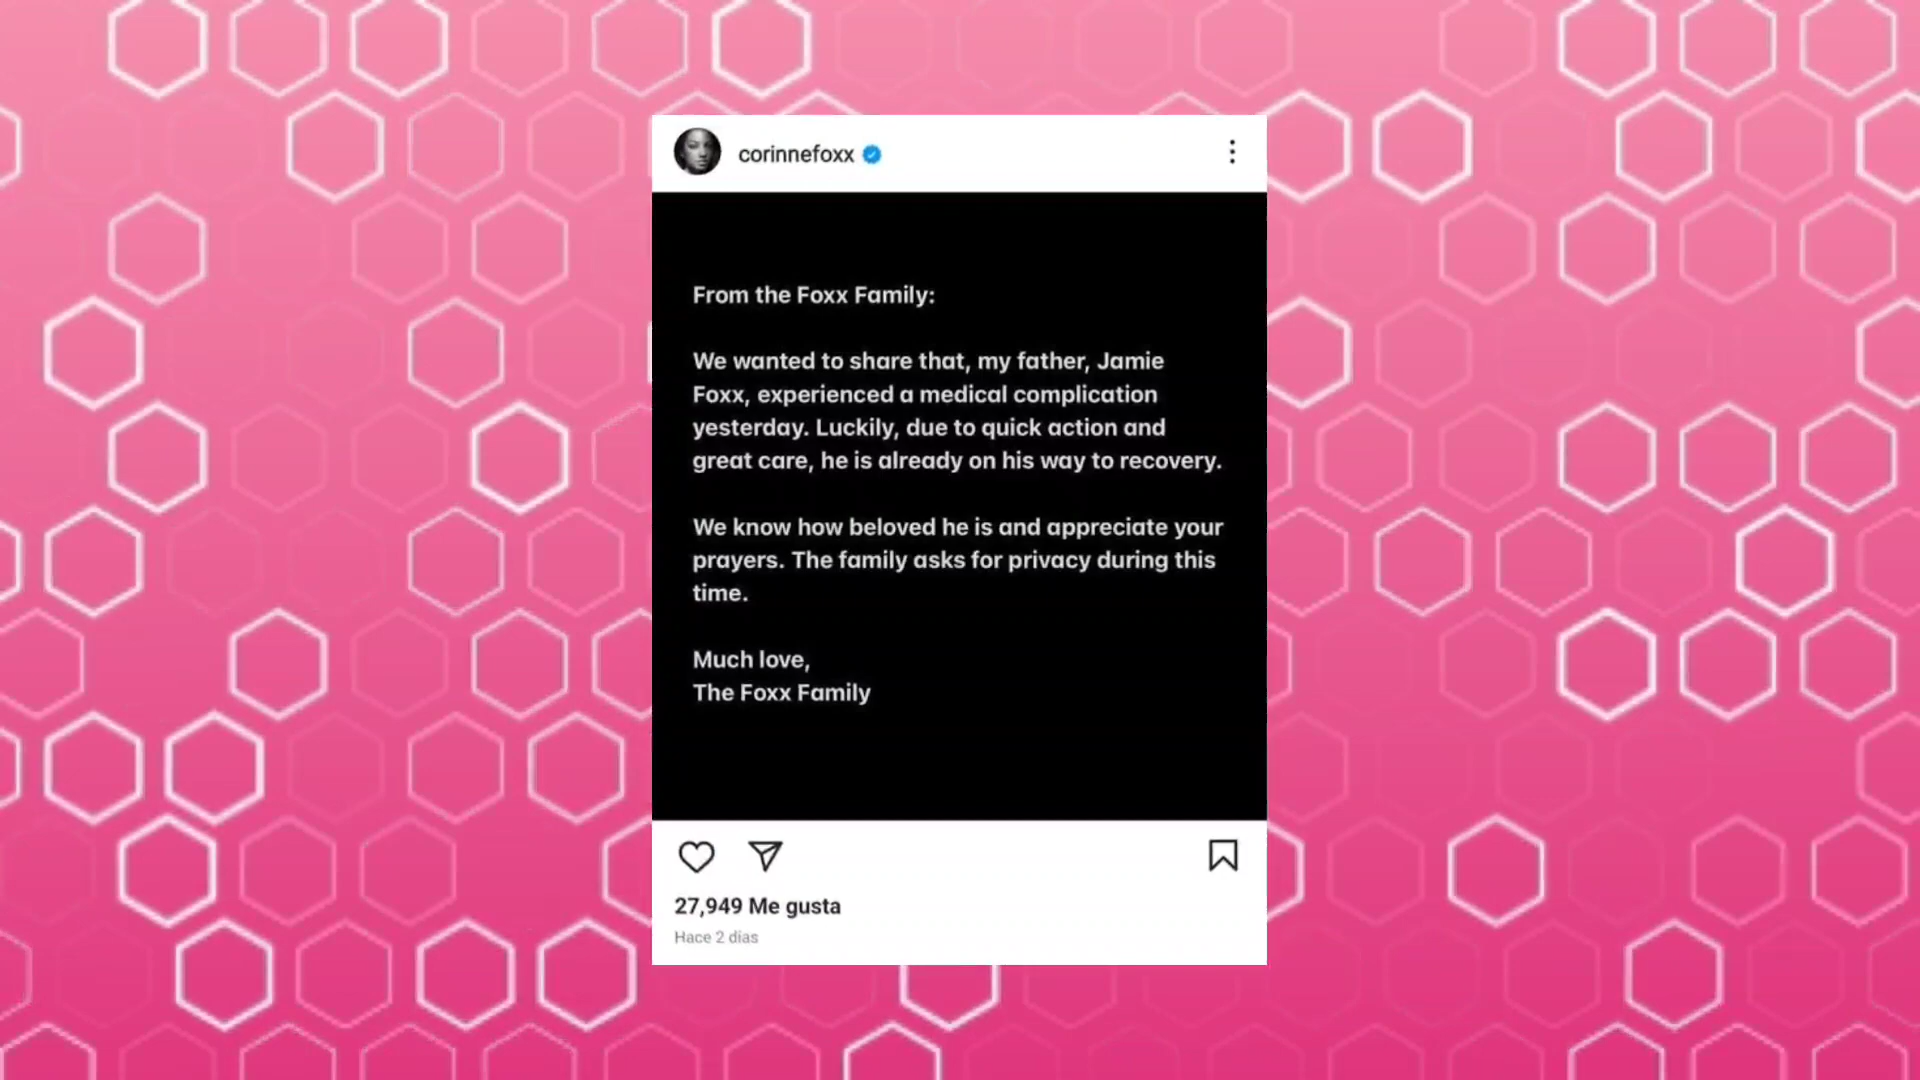 corinnefoxx
From the Foxx Family:
We wanted to share that, my father, Jamie
Foxx, experienced a medical complication
yesterday. Luckily, due to quick action and
great care, he is already on his way to recovery.
We know how beloved he is and appreciate your
prayers. The family asks for privacy during this
time.
Much love,
The Foxx Family
27,949 Me gusta
Hace 2 días